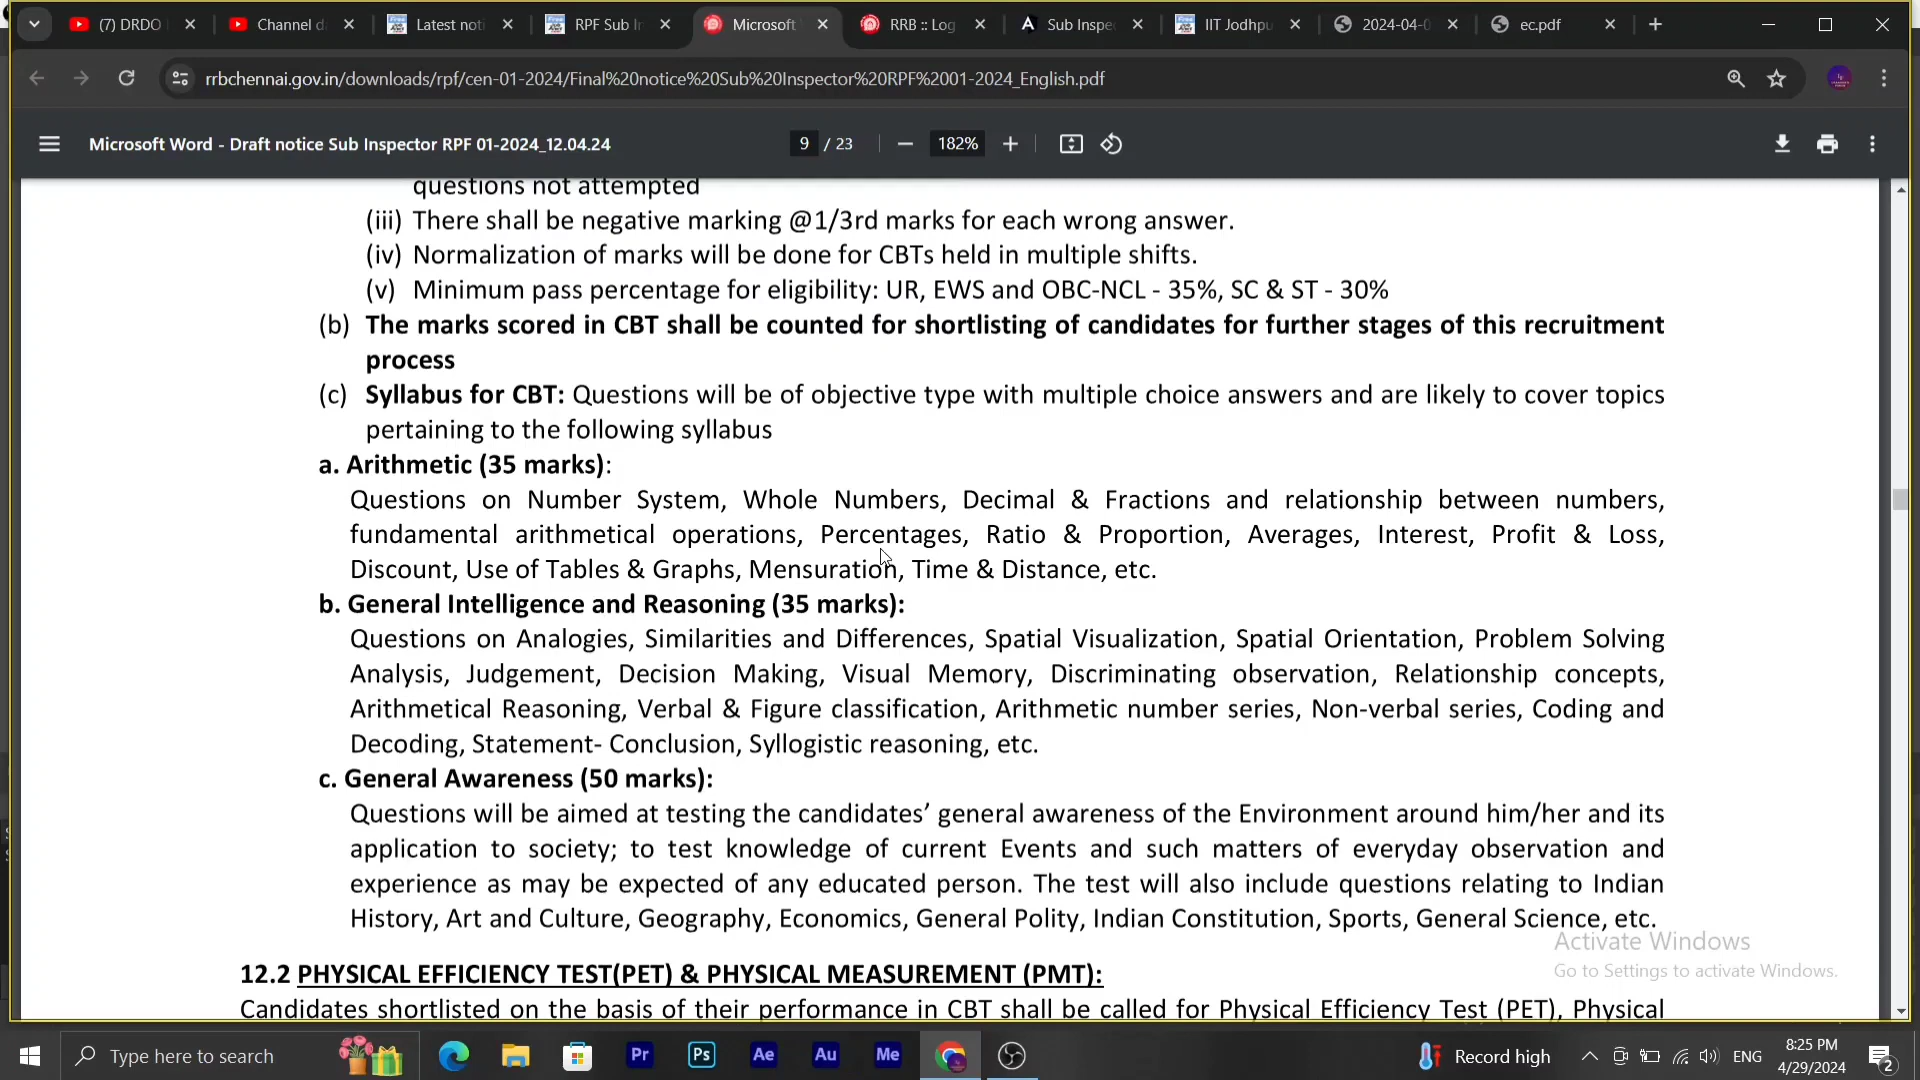 (7) DRDO
Channel d
Latest noti
RPF Sub In
Microsoft
RRB :: Log
Sub Inspec
IIT Jodhpu
2024-04-0
ec.pdf
rrbchennai.gov.in/downloads/rpf/cen-01-2024/Final%20notice%20Sub%20Inspector%20RPF%2001-2024_English.pdf
Microsoft Word - Draft notice Sub Inspector RPF 01-2024_12.04.24
9 / 23
182%
questions not attempted
(iii) There shall be negative marking @1/3rd marks for each wrong answer.
(iv) Normalization of marks will be done for CBTs held in multiple shifts.
(v) Minimum pass percentage for eligibility: UR, EWS and OBC-NCL - 35%, SC & ST - 30%
(b) The marks scored in CBT shall be counted for shortlisting of candidates for further stages of this recruitment
process
(c) Syllabus for CBT: Questions will be of objective type with multiple choice answers and are likely to cover topics
pertaining to the following syllabus
a. Arithmetic (35 marks):
Questions on Number System, Whole Numbers, Decimal & Fractions and relationship between numbers,
fundamental arithmetical operations, Percentages, Ratio & Proportion, Averages, Interest, Profit & Loss,
Discount, Use of Tables & Graphs, Mensuration, Time & Distance, etc.
b. General Intelligence and Reasoning (35 marks):
Questions on Analogies, Similarities and Differences, Spatial Visualization, Spatial Orientation, Problem Solving
Analysis, Judgement, Decision Making, Visual Memory, Discriminating observation, Relationship concepts,
Arithmetical Reasoning, Verbal & Figure classification, Arithmetic number series, Non-verbal series, Coding and
Decoding, Statement- Conclusion, Syllogistic reasoning, etc.
c. General Awareness (50 marks):
Questions will be aimed at testing the candidates’ general awareness of the Environment around him/her and its
application to society; to test knowledge of current Events and such matters of everyday observation and
experience as may be expected of any educated person. The test will also include questions relating to Indian
History, Art and Culture, Geography, Economics, General Polity, Indian Constitution, Sports, General Science, etc.
Activate Windows
Go to Settings to activate Windows.
12.2 PHYSICAL EFFICIENCY TEST(PET) & PHYSICAL MEASUREMENT (PMT):
Candidates shortlisted on the basis of their performance in CBT shall be called for Physical Efficiency Test (PET), Physical
Type here to search
Pr
Ps
Ae
Au
Me
Record high
ENG
8:25 PM
4/29/2024
2